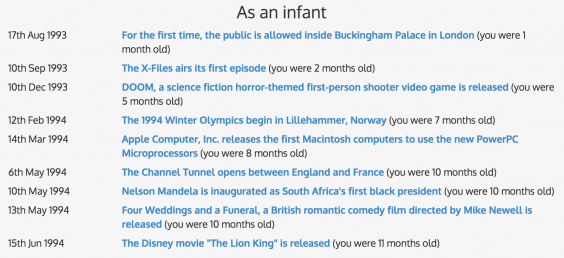 As an infant
17th Aug 1993 For the first time, the public is allowed inside Buckingham Palace in London (you were 1
month old)
10th Sep 1993 The X-Files airs its first episode (you were 2 months old)
10th Dec 1993 DOOM, a science fiction horror-themed first-person shooter video game is released (you were
5 months old)
12th Feb 1994 The 1994 Winter Olympics begin in Lillehammer, Norway (you were 7 months old)
14th Mar 1994 Apple Computer, Inc. releases the first Macintosh computers to use the new PowerPC
Microprocessors (you were 8 months old)
6th May 1994 The Channel Tunnel opens between England and France (you were 10 months old)
10th May 1994 Nelson Mandela is inaugurated as South Africa's first black president (you were 10 months old)
13th May 1994 Four Weddings and a Funeral, a British romantic comedy film directed by Mike Newell is
released (you were 10 months old)
15th Jun 1994 The Disney movie "The Lion King" is released (you were 11 months old)